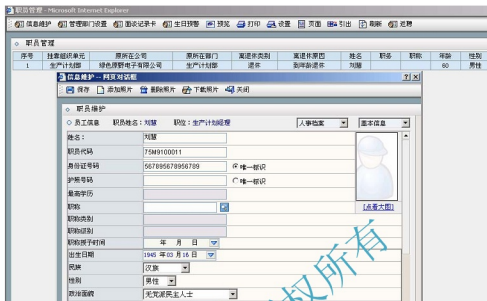 职员管理 - Microsoft Internet Explorer
信息维护 管理部门设置 面谈记录卡 生日预警 预览 打印 设置 页面 引出 刷新 返聘
职员管理
序号 挂靠组织单元 原所在公司 原所在部门 离退休类别 离退休原因 姓名 职务 职称 年龄 性别
1 生产计划部 绿色原野电子有限公司 生产计划部 退休 到年龄退休 刘慧 60 男性
信息维护 -- 网页对话框
保存 添加照片 删除照片 下载照片 关闭
职员维护
员工信息 职员姓名：刘慧 职位：生产计划经理 人事档案 基本信息
姓名： 刘慧
职员代码 75M9100011
身份证号码 567895678956789 唯一标识
护照号码 唯一标识
最高学历
职称 [点看大图]
职称类别
职称级别
职称授予时间 年 月 日
出生日期 1945 年03 月16 日
民族 汉族
性别 男性
政治面貌 无党派民主人士
权所有